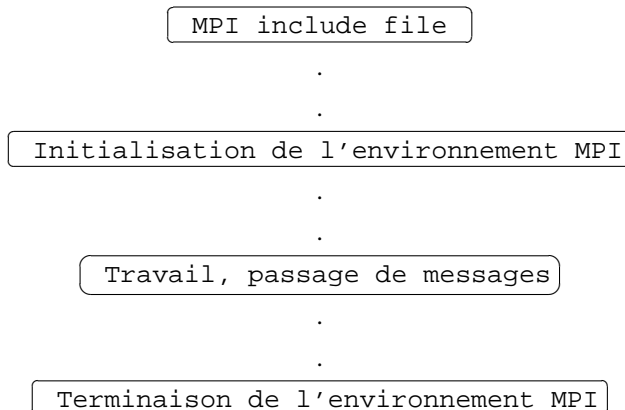 MPI include file
.
.
Initialisation de l'environnement MPI
.
.
Travail, passage de messages
.
.
Terminaison de l'environnement MPI